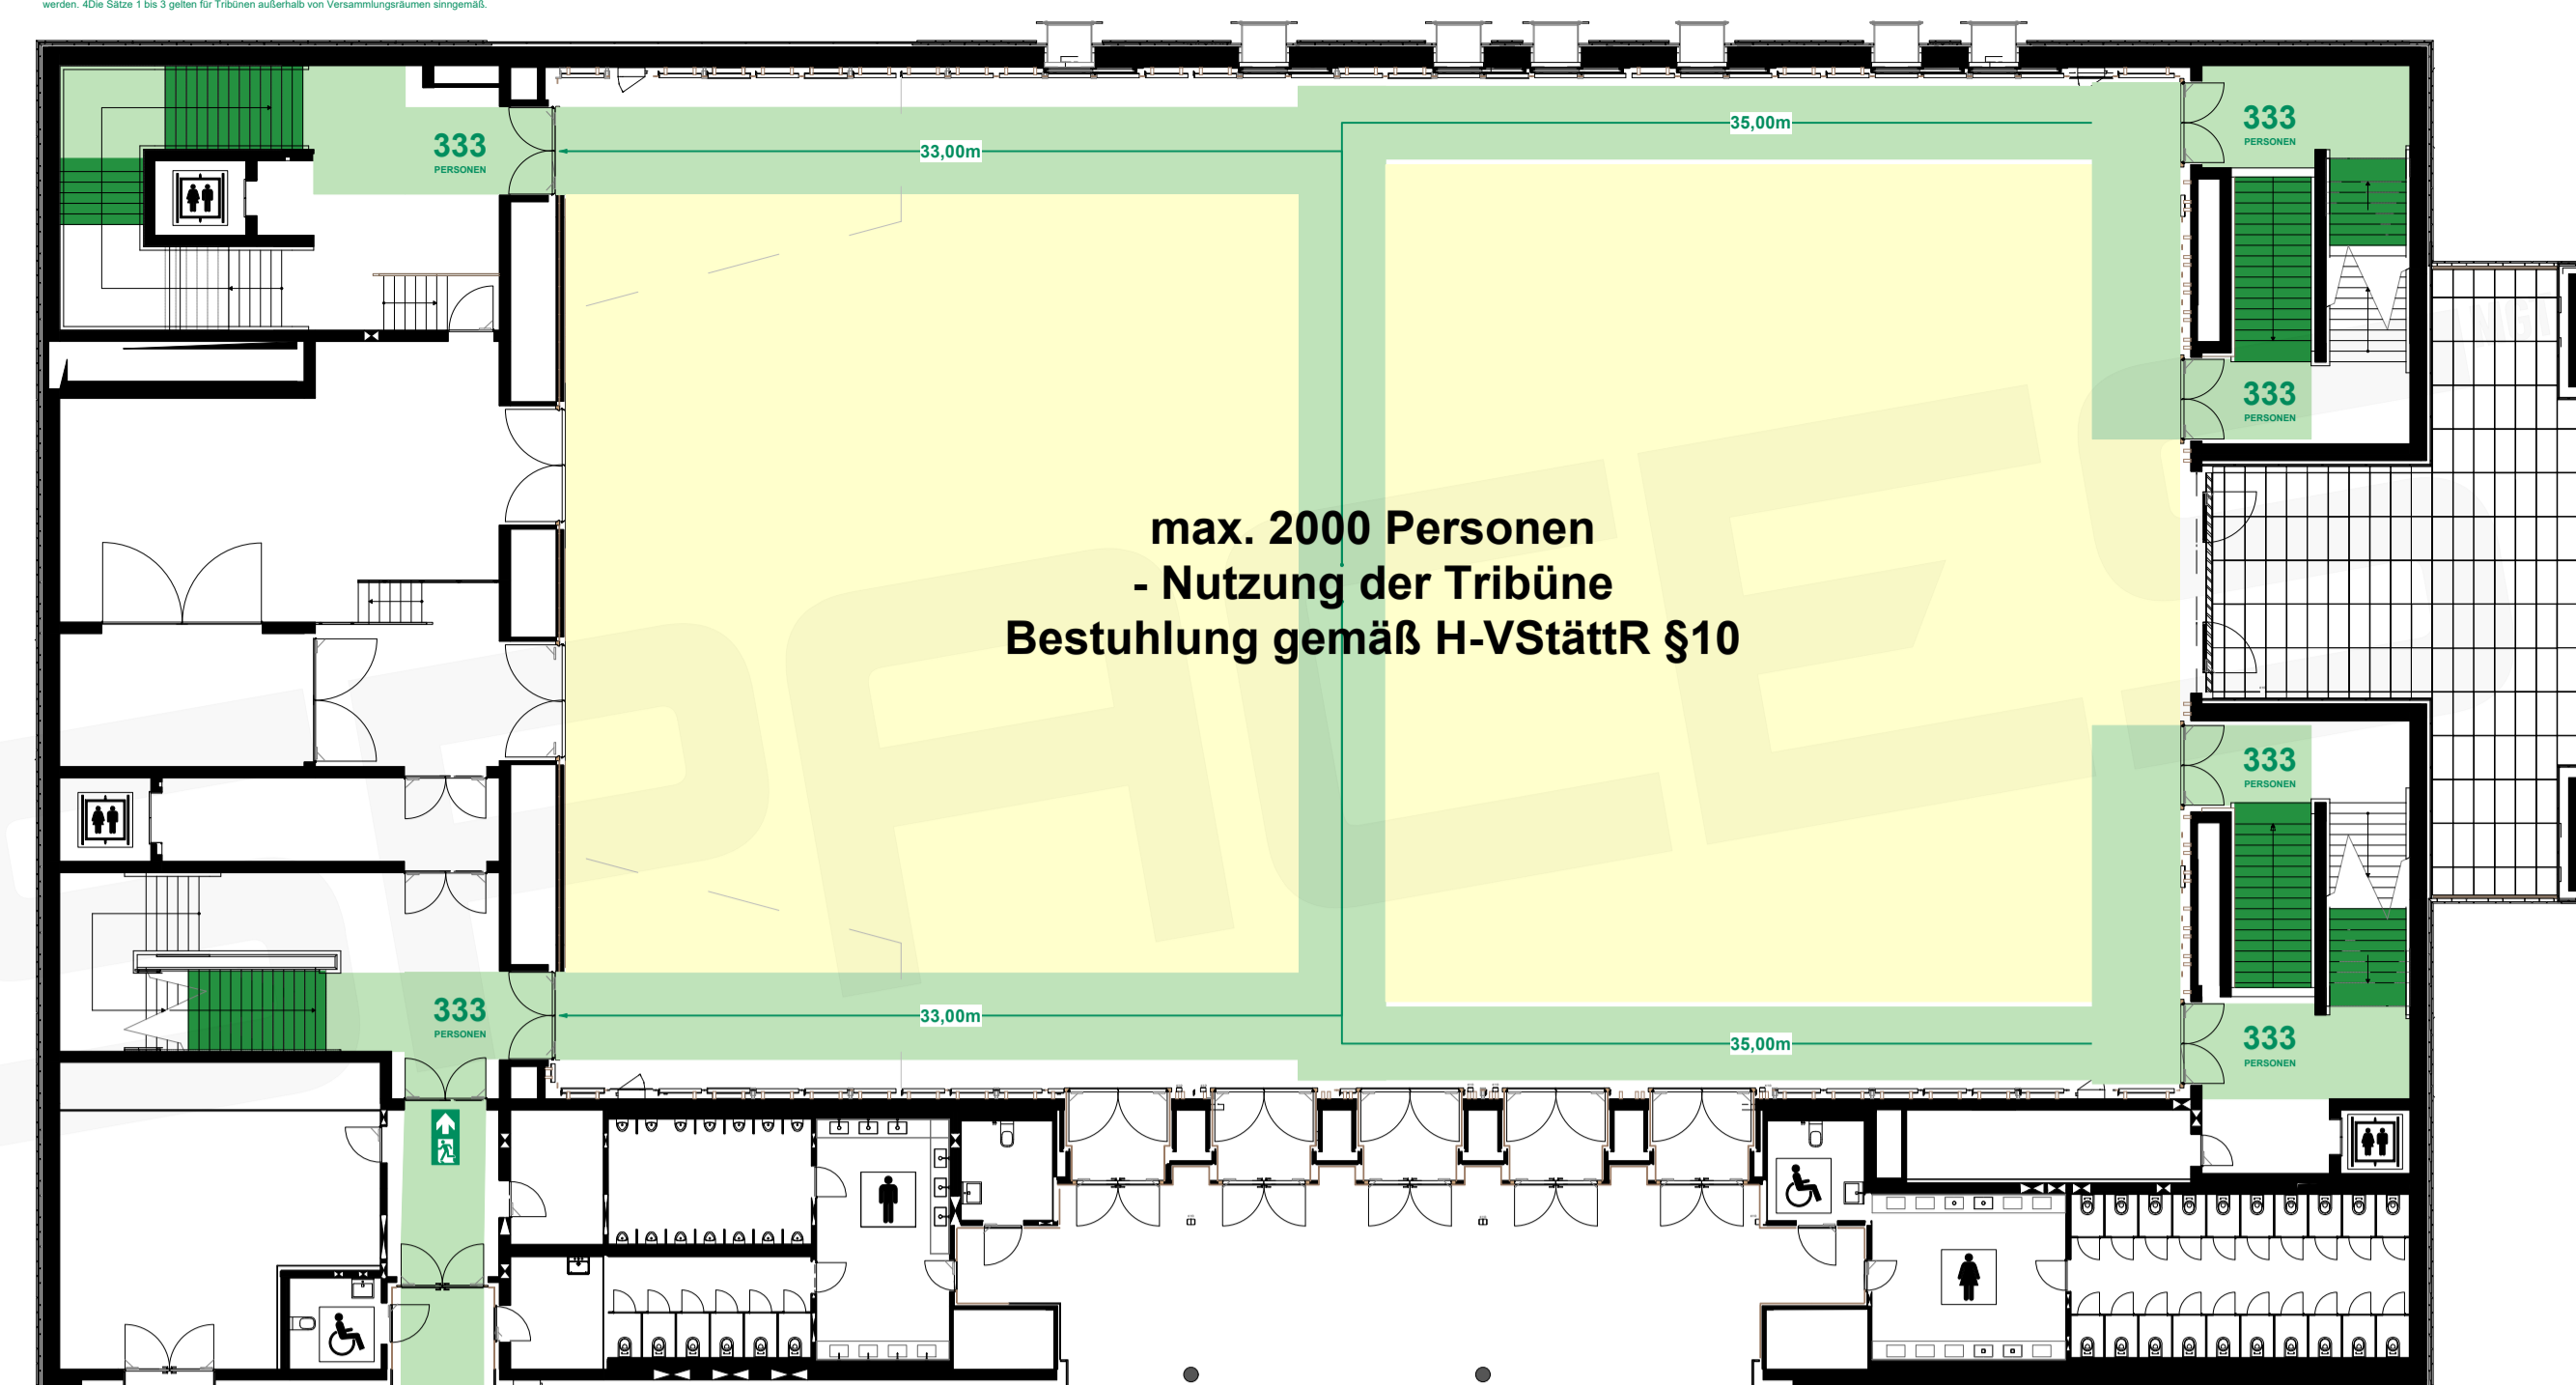 werden. 4Die Sätze 1 bis 3 gelten für Tribünen außerhalb von Versammlungsräumen sinngemäß.
333
PERSONEN
33,00m
35,00m
333
PERSONEN
333
PERSONEN
max. 2000 Personen
- Nutzung der Tribüne
Bestuhlung gemäß H-VStättR §10
SPACES
333
PERSONEN
333
PERSONEN
33,00m
35,00m
333
PERSONEN